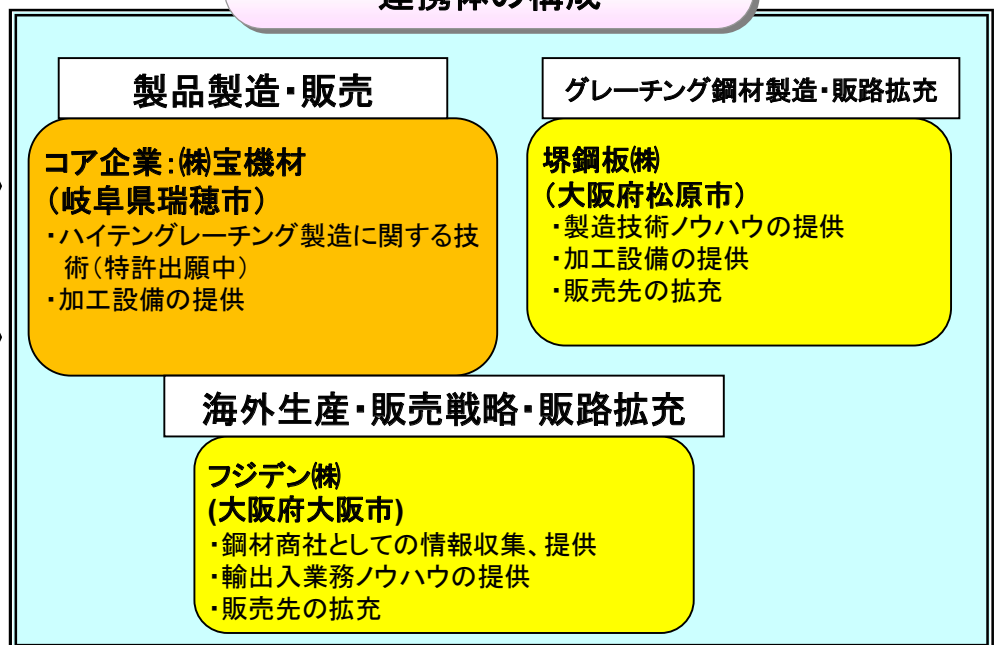 連携体の構成
製品製造・販売
コア企業：㈱宝機材
（岐阜県瑞穂市）
・ハイテングレーチング製造に関する技
術（特許出願中）
・加工設備の提供
グレーチング鋼材製造・販路拡充
堺鋼板㈱
（大阪府松原市）
・製造技術ノウハウの提供
・加工設備の提供
・販売先の拡充
海外生産・販売戦略・販路拡充
フジデン㈱
(大阪府大阪市)
・鋼材商社としての情報収集、提供
・輸出入業務ノウハウの提供
・販売先の拡充